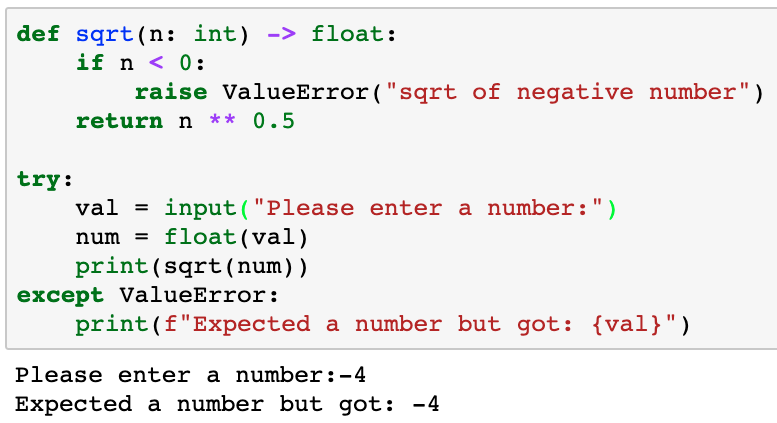 def sqrt(n: int) -> float:
    if n < 0:
        raise ValueError("sqrt of negative number")
    return n ** 0.5

try:
    val = input("Please enter a number:")
    num = float(val)
    print(sqrt(num))
except ValueError:
    print(f"Expected a number but got: {val}")
Please enter a number:-4
Expected a number but got: -4